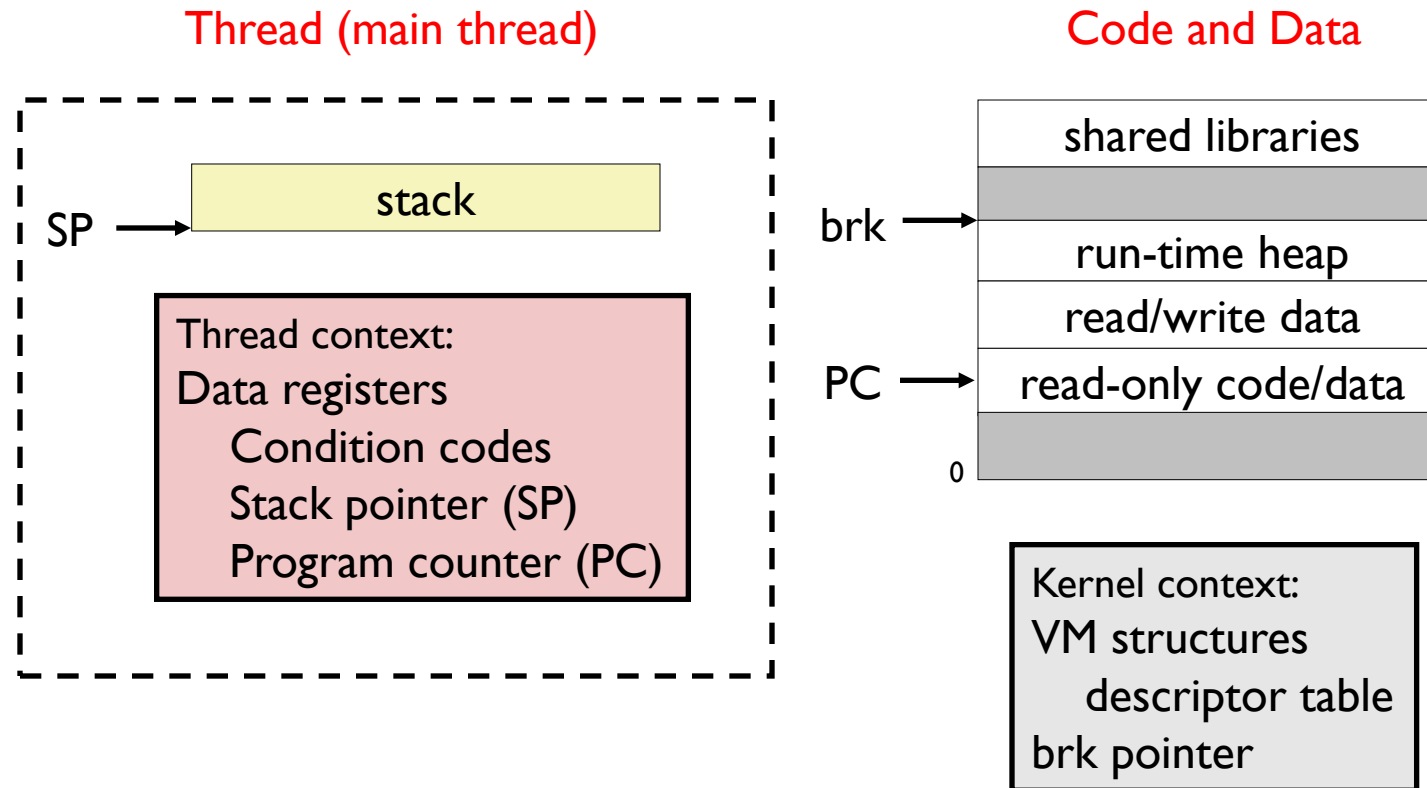 Thread (main thread)
stack
SP
Thread context:
Data registers
Condition codes
Stack pointer (SP)
Program counter (PC)
Code and Data
shared libraries
brk
run-time heap
read/write data
PC
read-only code/data
0
Kernel context:
VM structures
descriptor table
brk pointer